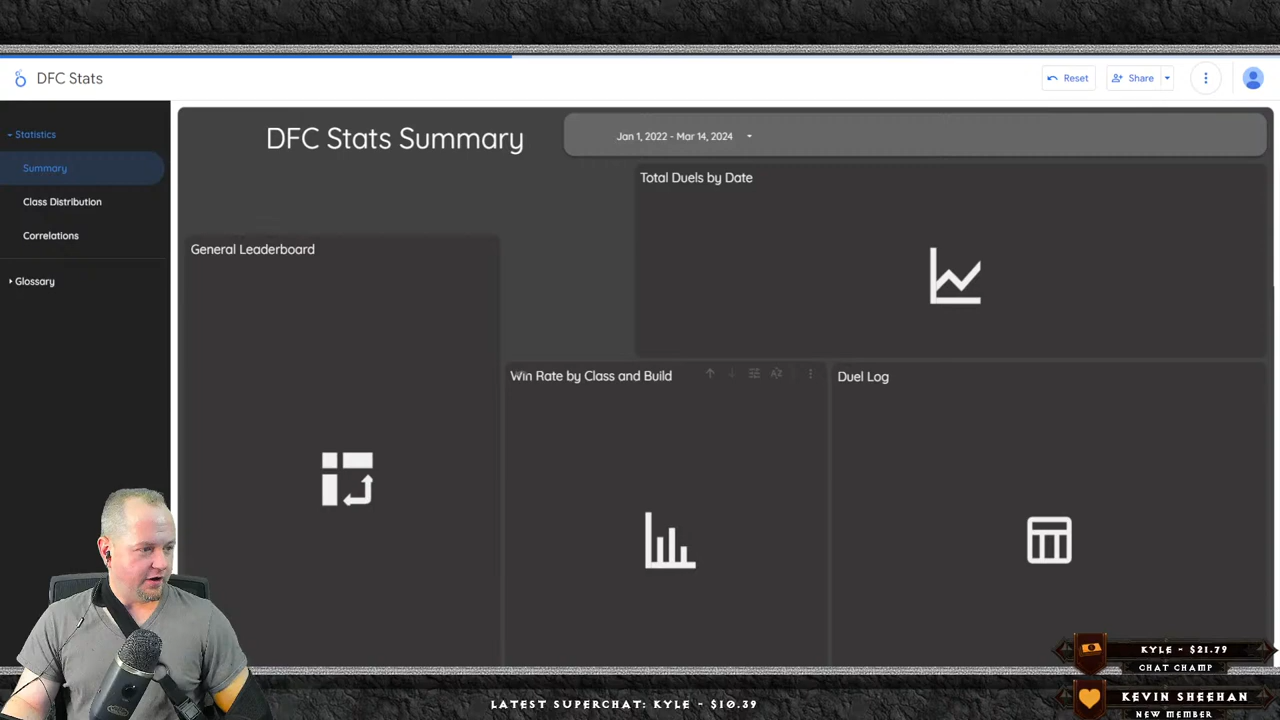 DFC Stats
Reset
Share
Statistics
Summary
Class Distribution
Correlations
Glossary
DFC Stats Summary
Jan 1, 2022 - Mar 14, 2024
Total Duels by Date
General Leaderboard
Win Rate by Class and Build
Duel Log
KYLE - $21.79
CHAT CHAMP
KEVIN SHEEHAN
NEW MEMBER
LATEST SUPERCHAT: KYLE - $10.39